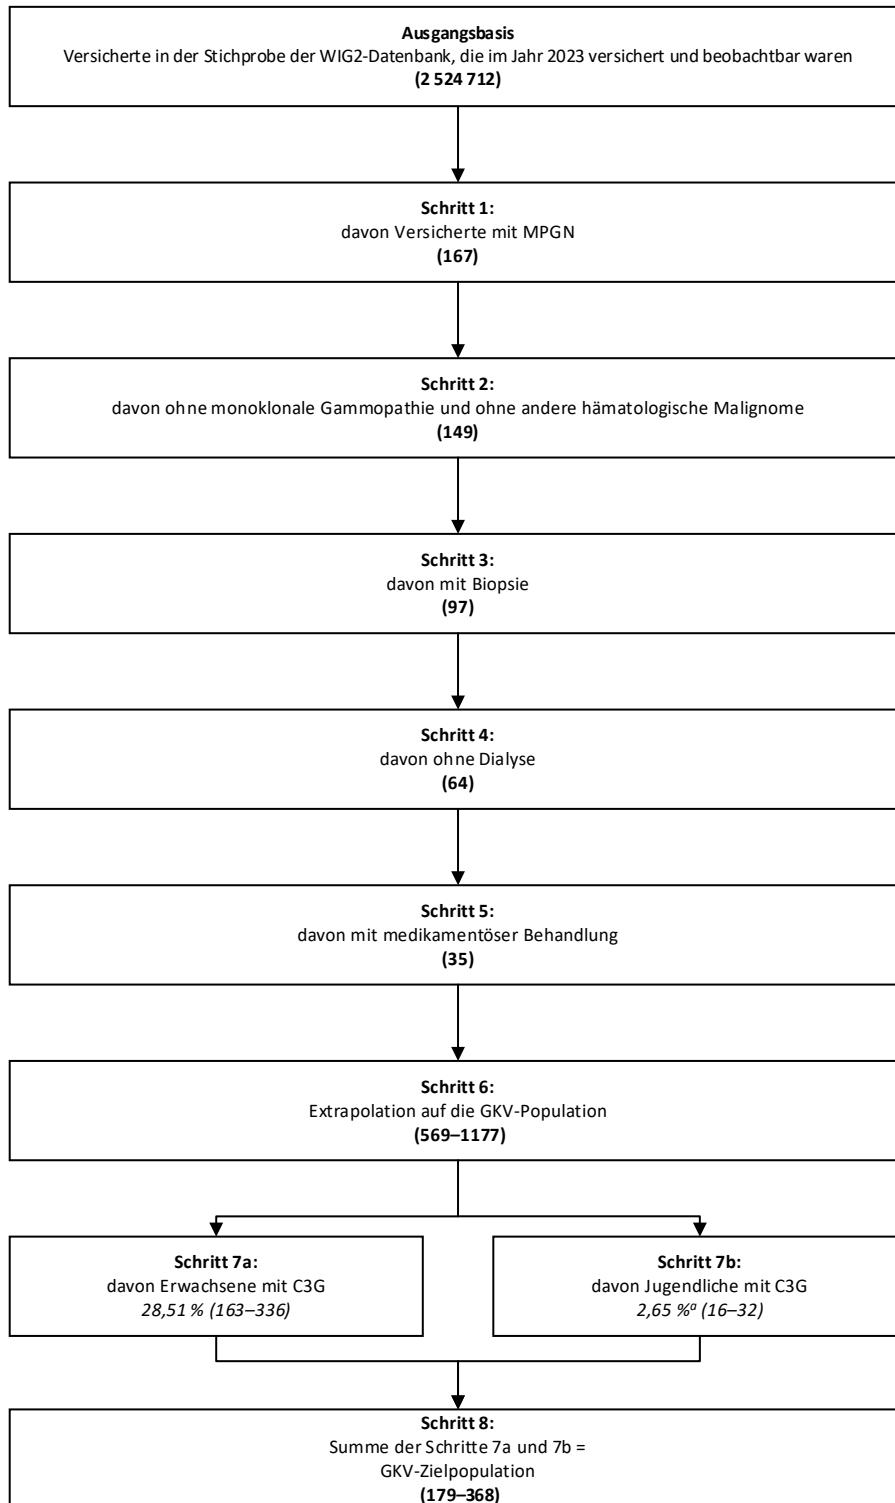 Ausgangsbasis
Versicherte in der Stichprobe der WIG2-Datenbank, die im Jahr 2023 versichert und beobachtbar waren
(2 524 712)
Schritt 1:
davon Versicherte mit MPGN
(167)
Schritt 2:
davon ohne monoklonale Gammopathie und ohne andere hämatologische Malignome
(149)
Schritt 3:
davon mit Biopsie
(97)
Schritt 4:
davon ohne Dialyse
(64)
Schritt 5:
davon mit medikamentöser Behandlung
(35)
Schritt 6:
Extrapolation auf die GKV-Population
(569–1177)
Schritt 7a:
davon Erwachsene mit C3G
28,51 % (163–336)
Schritt 7b:
davon Jugendliche mit C3G
2,65 %ᵃ (16–32)
Schritt 8:
Summe der Schritte 7a und 7b =
GKV-Zielpopulation
(179–368)